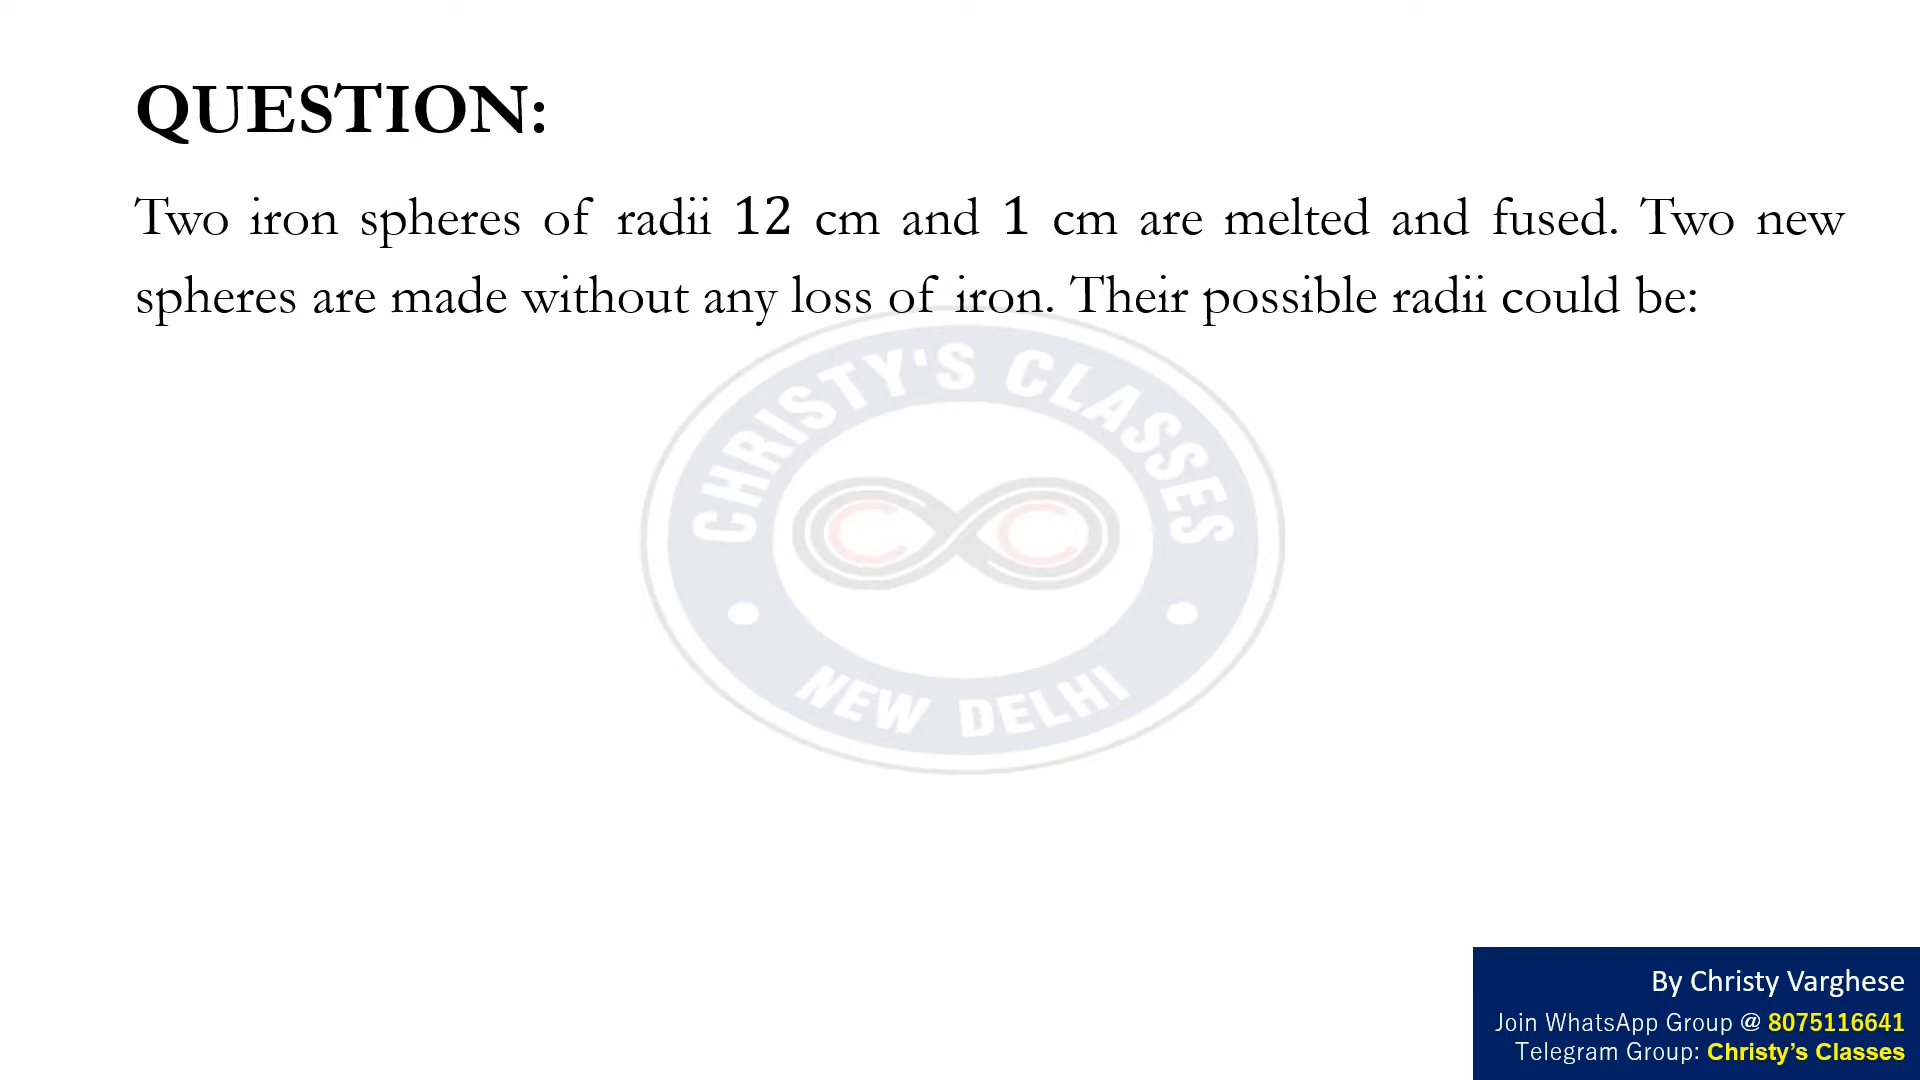 QUESTION:
Two iron spheres of radii 12 cm and 1 cm are melted and fused. Two new
spheres are made without any loss of iron. Their possible radii could be:
CHRISTY'S CLASSES
C C
NEW DELHI
By Christy Varghese
Join WhatsApp Group @ 8075116641
Telegram Group: Christy’s Classes